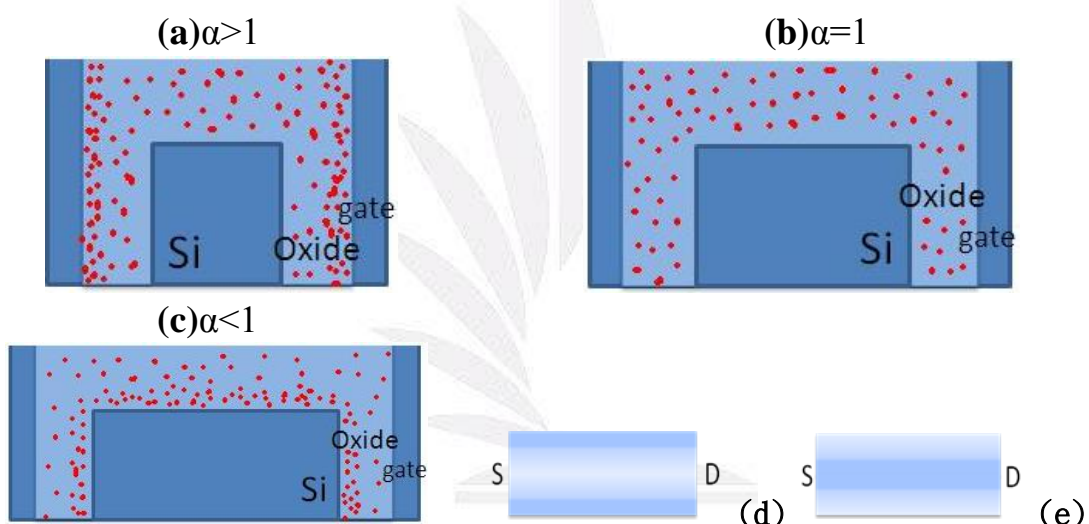 (a)α>1
(b)α=1
Si
Oxide
gate
Si
Oxide
gate
(c)α<1
Si
Oxide
gate
S D (d)
S D (e)